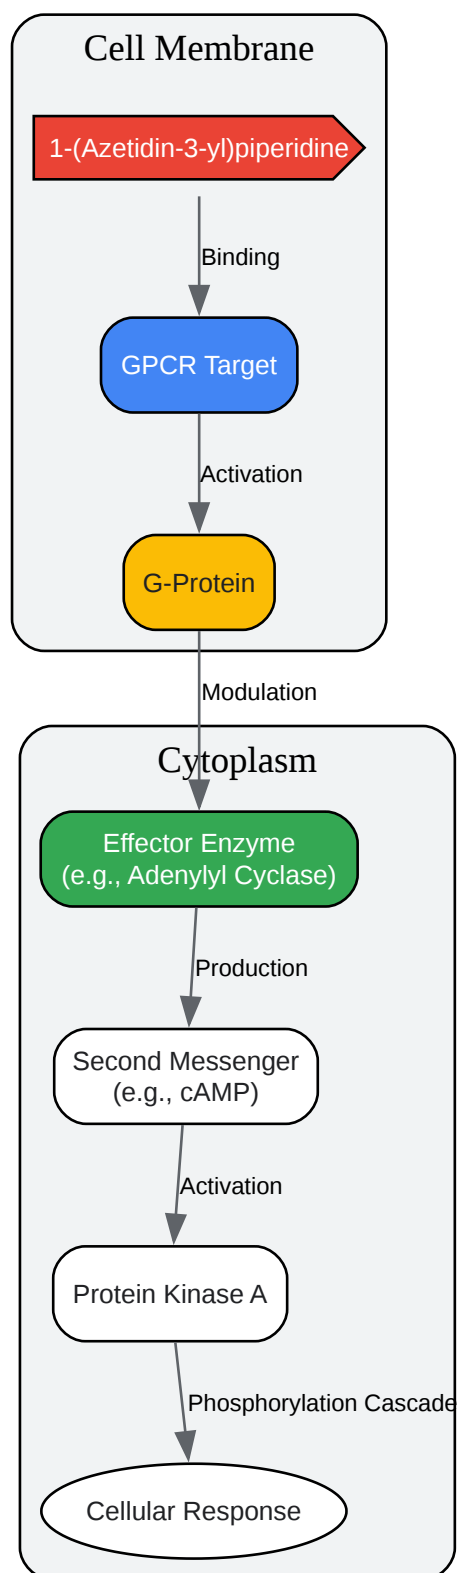 Cell Membrane
1-(Azetidin-3-yl)piperidine
Binding
GPCR Target
Activation
G-Protein
Modulation
Cytoplasm
Effector Enzyme
(e.g., Adenylyl Cyclase)
Production
Second Messenger
(e.g., cAMP)
Activation
Protein Kinase A
Phosphorylation Cascade
Cellular Response